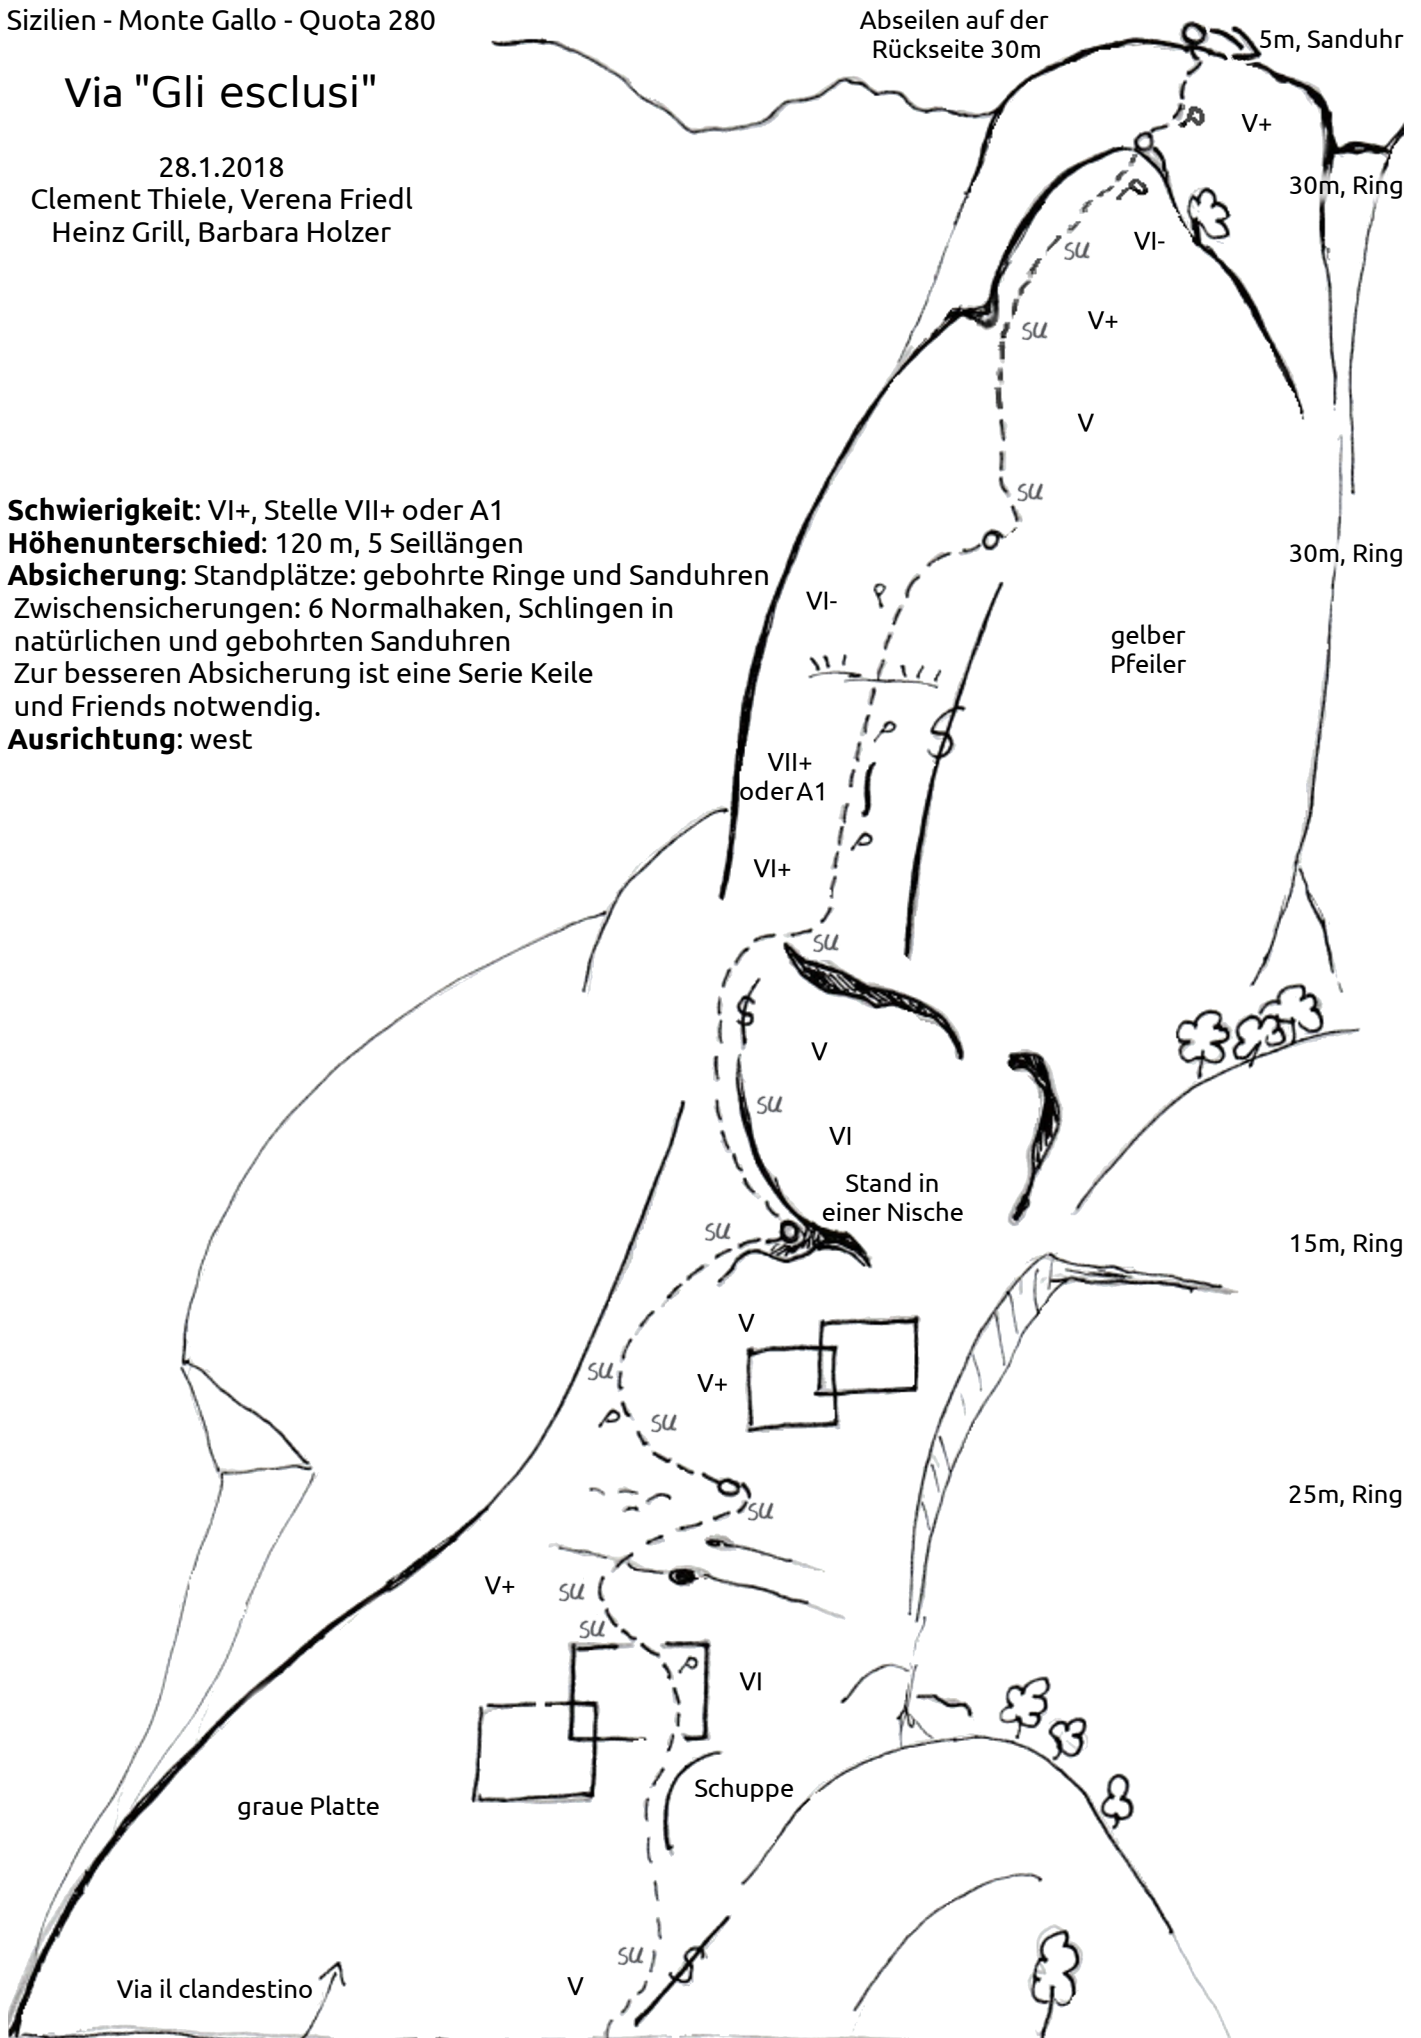 Sizilien - Monte Gallo - Quota 280
Via "Gli esclusi"
28.1.2018
Clement Thiele, Verena Friedl
Heinz Grill, Barbara Holzer
Abseilen auf der
Rückseite 30m
5m, Sanduhr
V+
30m, Ring
VI-
su
V+
su
V
su
Schwierigkeit: VI+, Stelle VII+ oder A1
Höhenunterschied: 120 m, 5 Seillängen
Absicherung: Standplätze: gebohrte Ringe und Sanduhren
Zwischensicherungen: 6 Normalhaken, Schlingen in
natürlichen und gebohrten Sanduhren
Zur besseren Absicherung ist eine Serie Keile
und Friends notwendig.
Ausrichtung: west
30m, Ring
VI-
gelber
Pfeiler
VII+
oder A1
VI+
su
V
su
VI
Stand in
einer Nische
su
15m, Ring
V
su
V+
su
25m, Ring
su
V+
su
su
VI
Schuppe
graue Platte
su
V
Via il clandestino